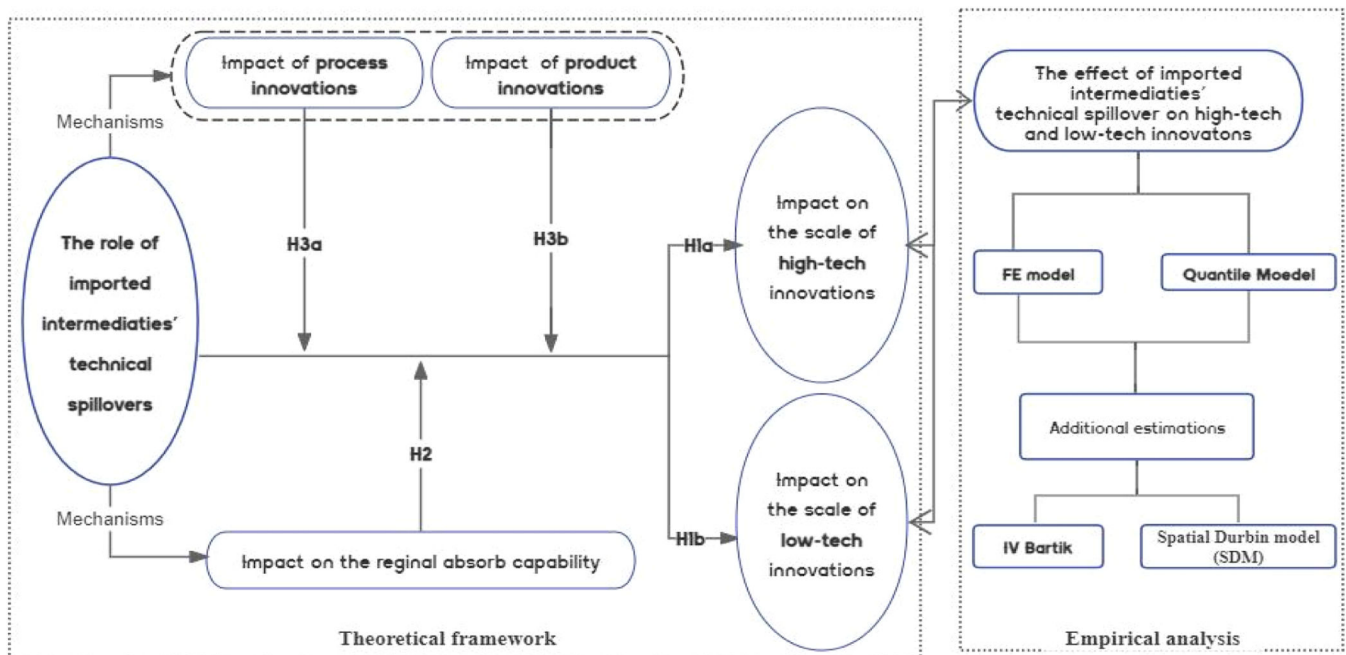 Impact of process
innovations
Impact of product
innovations
Mechanisms
The role of
imported
intermediaties'
technical
spillovers
H3a
H3b
H2
Mechanisms
Impact on the reginal absorb capability
H1a
H1b
Impact on
the scale of
high-tech
innovations
Impact on
the scale of
low-tech
innovations
Theoretical framework
The effect of imported
intermediaties'
technical spillover on high-tech
and low-tech innovatons
FE model
Quantile Moedel
Additional estimations
IV Bartik
Spatial Durbin model
(SDM)
Empirical analysis